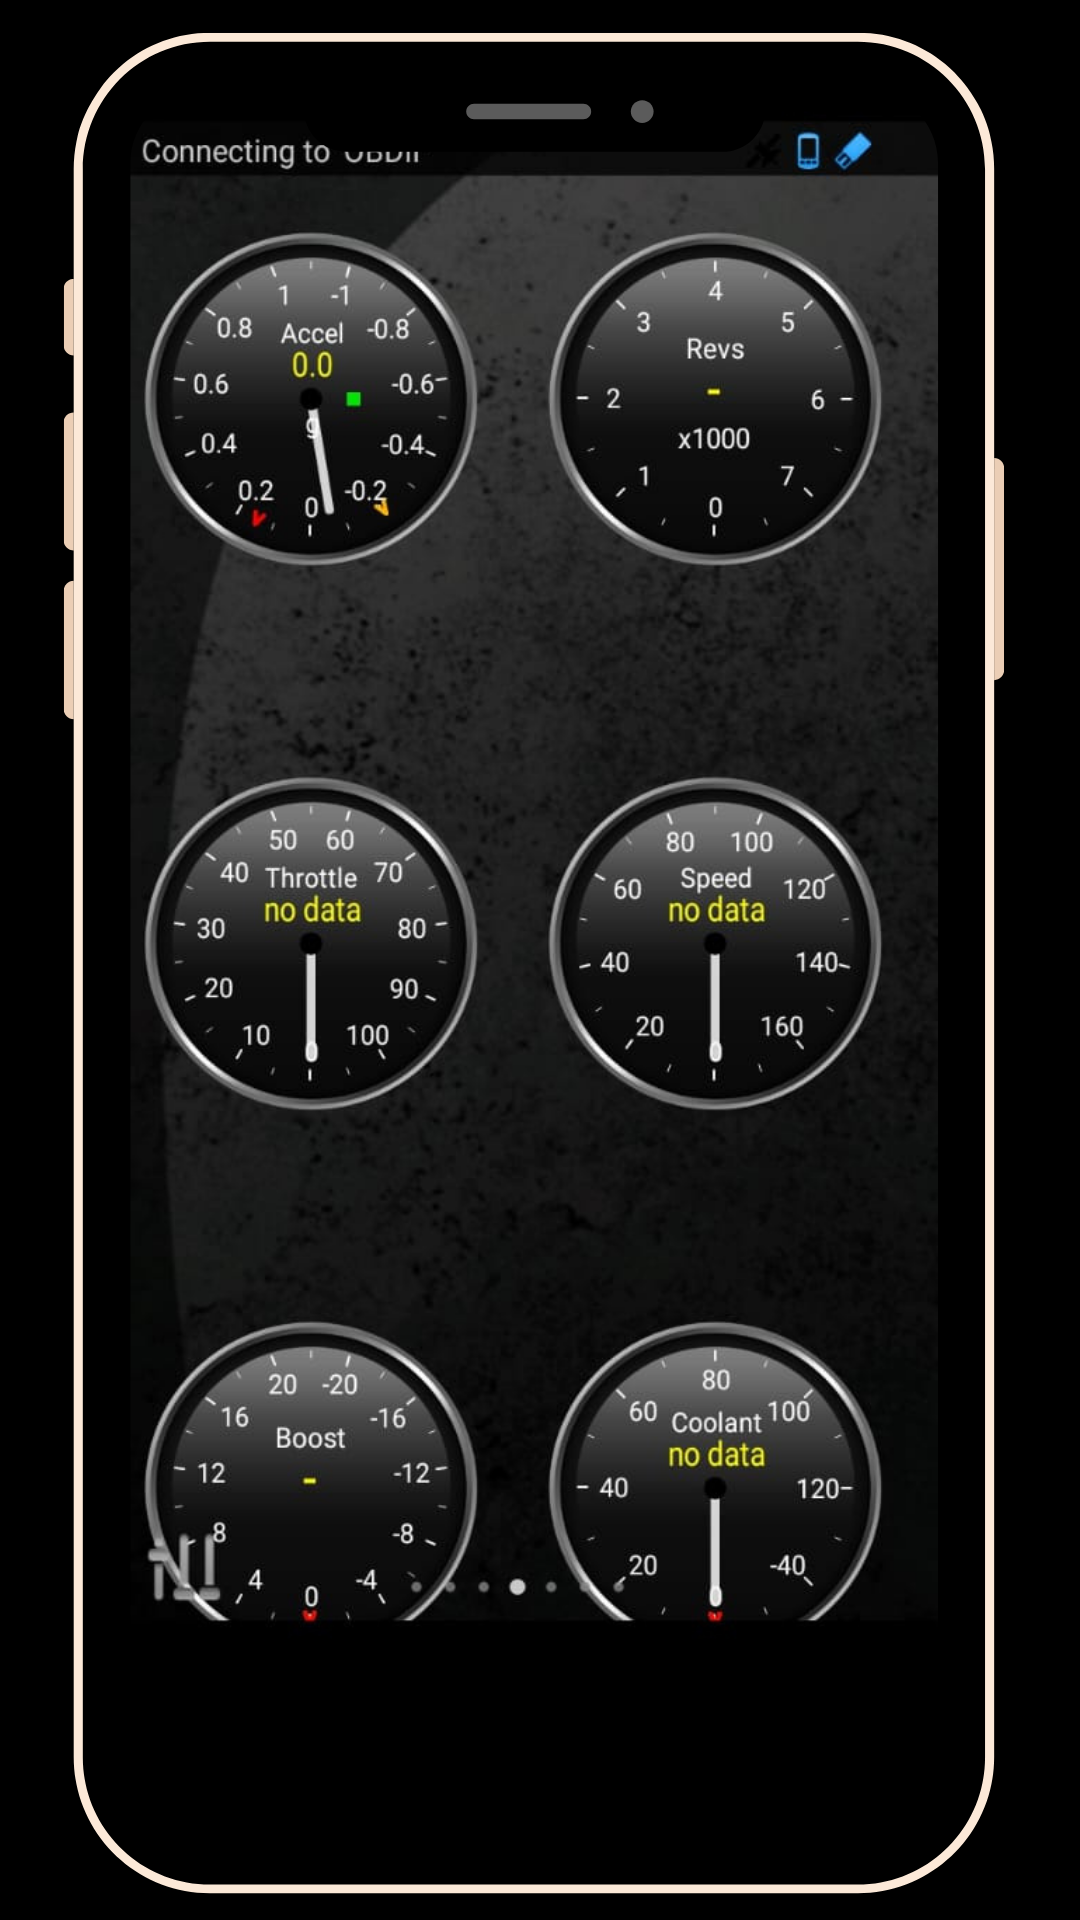 Connecting to OBDII
1 -1
0.8 Accel -0.8
0.0
0.6 -0.6
g
0.4 -0.4
0.2 0 -0.2
4
3 5
Revs
-
2 6
x1000
1 7
0
50 60
40 Throttle 70
no data
30 80
20 90
10 100
0
80 100
60 Speed 120
no data
40 140
20 160
0
20 -20
16 -16
Boost
-
12 -12
8 -8
4 0 -4
80
60 Coolant 100
no data
40 120
20 -40
0